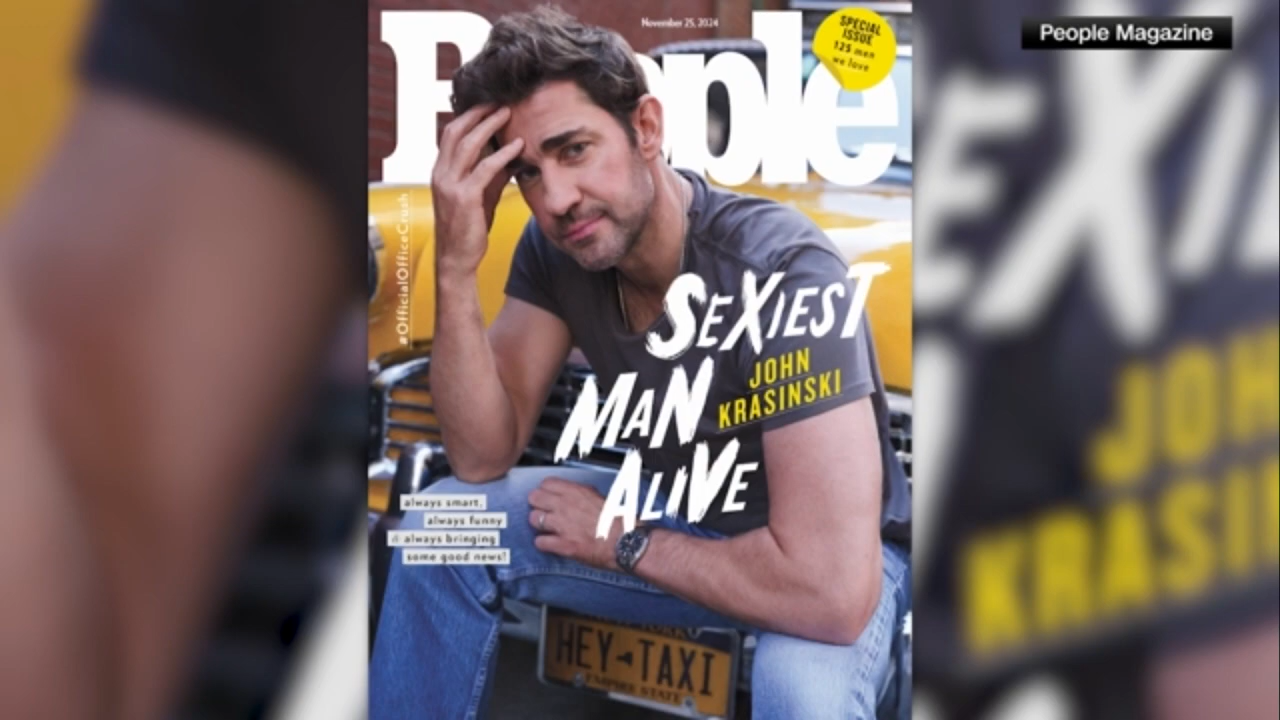 People Magazine
November 25, 2024
People
SPECIAL
ISSUE
125 men
we love
#OfficialOfficeCrush
SEXIEST
MAN
ALIVE
JOHN
KRASINSKI
always smart,
always funny
& always bringing
some good news!
HEY TAXI
EMPIRE STATE
JOHN